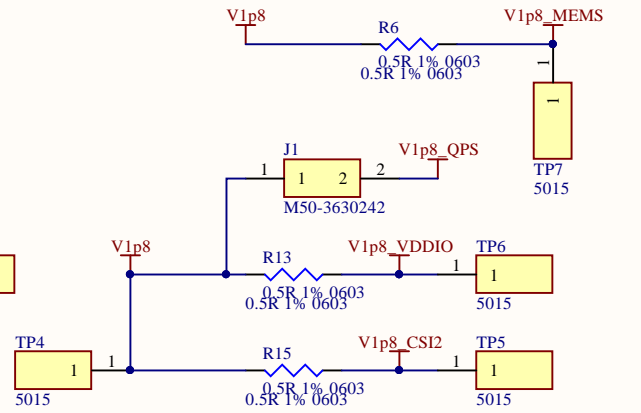 V1p8
V1p8_MEMS
R6
0.5R 1% 0603
0.5R 1% 0603
1
1
TP7
5015
J1
V1p8_QPS
1
1
2
2
M50-3630242
V1p8
R13
V1p8_VDDIO
TP6
1
1
0.5R 1% 0603
0.5R 1% 0603
5015
TP4
R15
V1p8_CSI2
TP5
1
1
1
1
0.5R 1% 0603
0.5R 1% 0603
5015
5015